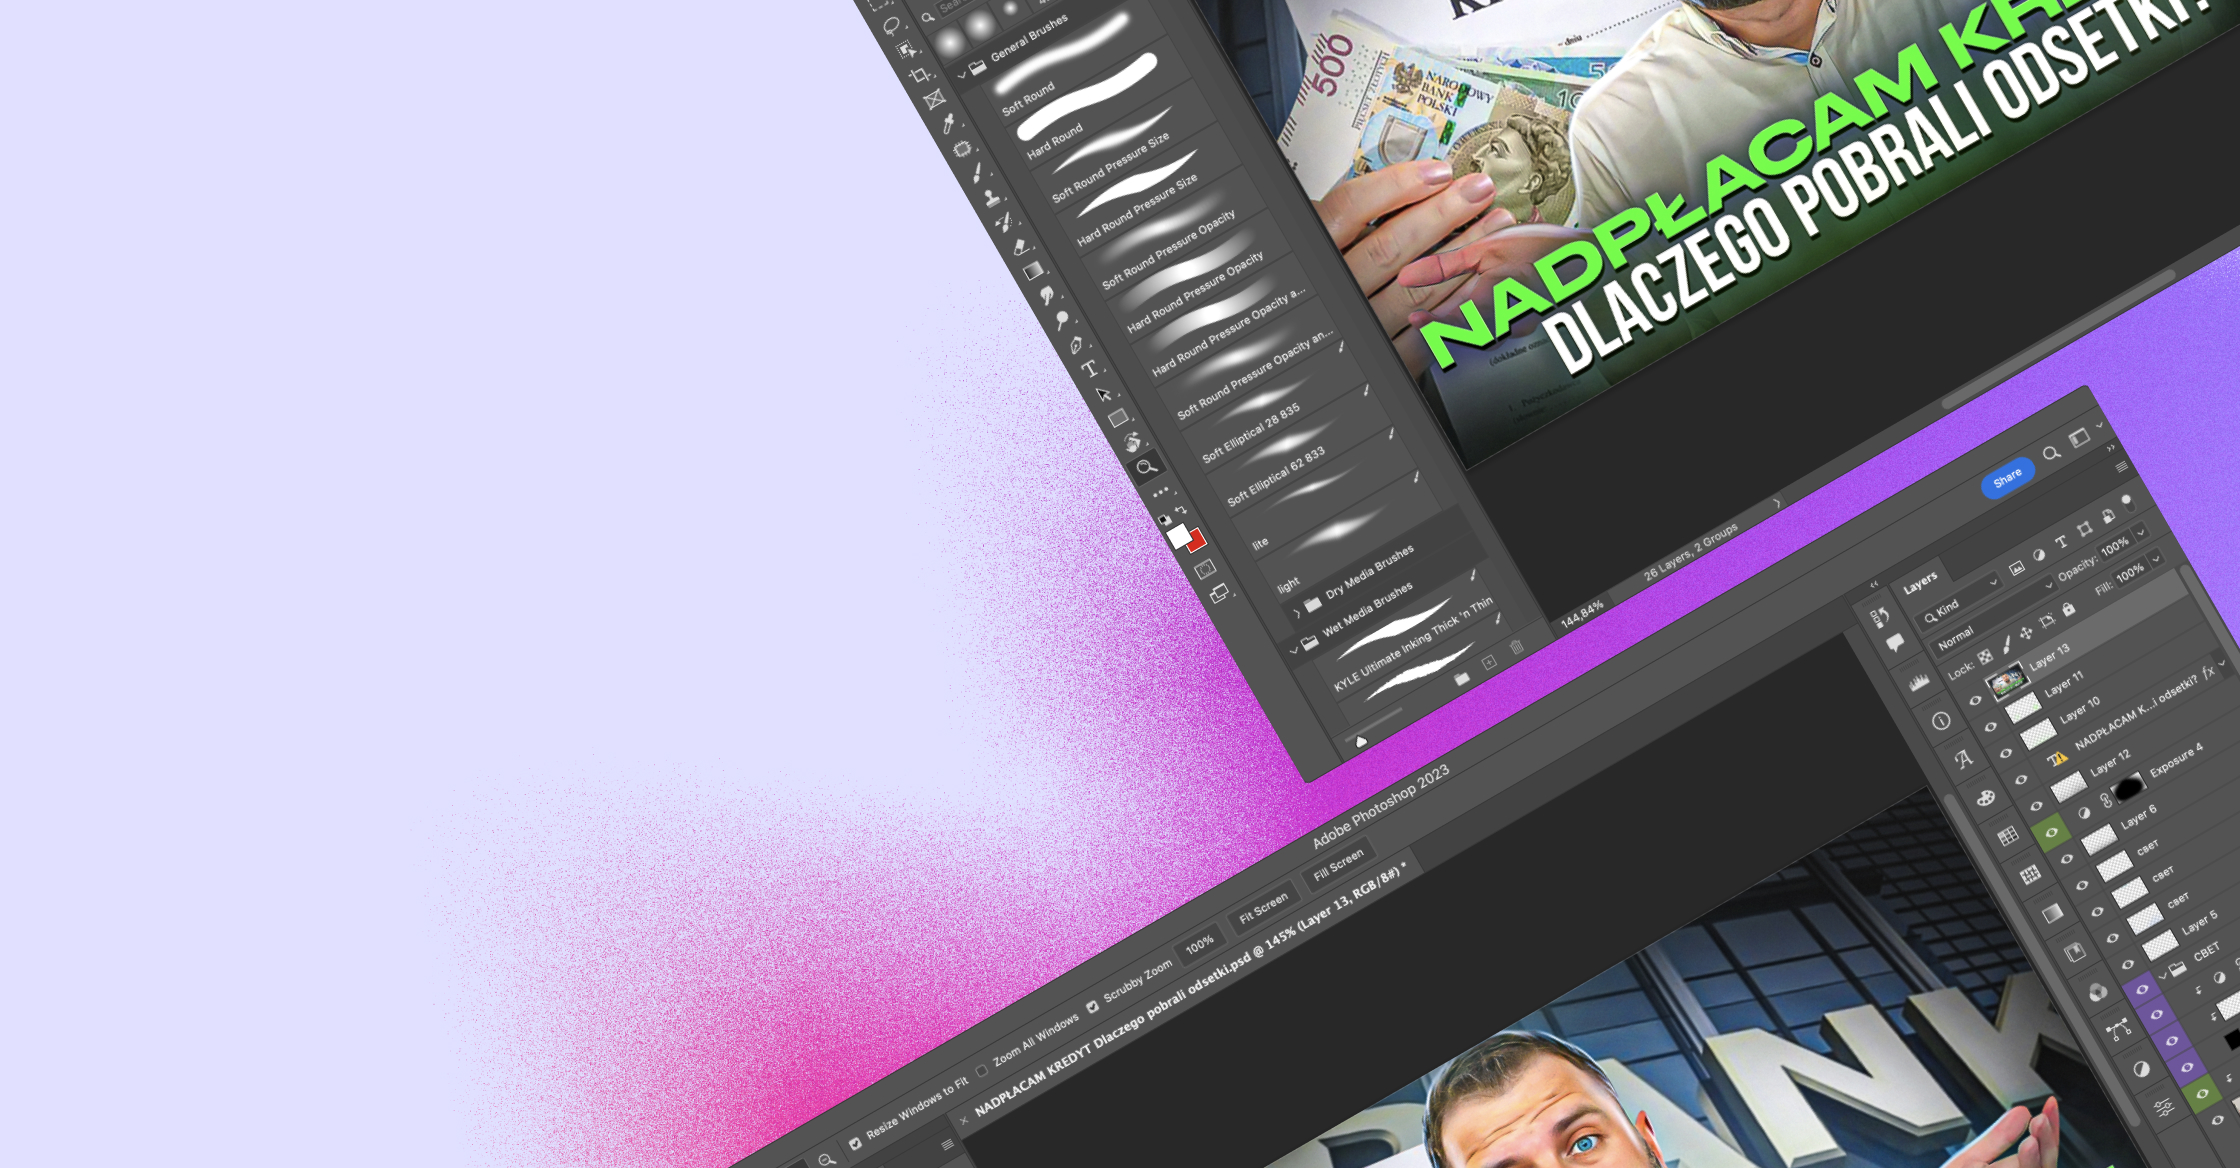 General Brushes
Soft Round
Hard Round
Soft Round Pressure Size
Hard Round Pressure Size
Soft Round Pressure Opacity
Hard Round Pressure Opacity
Hard Round Pressure Opacity a...
Soft Round Pressure Opacity an...
Soft Elliptical 28 835
Soft Elliptical 62 833
lite
light
Dry Media Brushes
Wet Media Brushes
KYLE Ultimate Inking Thick 'n Thin
dniu
500
NARODOWY
BANK
POLSKI
NADPŁACAM
DLACZEGO POBRALI ODSETKI?
144,84%
26 Layers, 2 Groups
Adobe Photoshop 2023
Share
Resize Windows to Fit
Zoom All Windows
Scrubby Zoom
100%
Fit Screen
Fill Screen
NADPŁACAM KREDYT Dlaczego pobrali odsetki.psd @ 145% (Layer 13, RGB/8#) *
Layers
Kind
Normal
Opacity: 100%
Lock:
Fill: 100%
Layer 13
Layer 11
Layer 10
NADPŁACAM K...i odsetki?
fx
Layer 12
Exposure 4
Layer 6
свет
свет
свет
Layer 5
СВЕТ